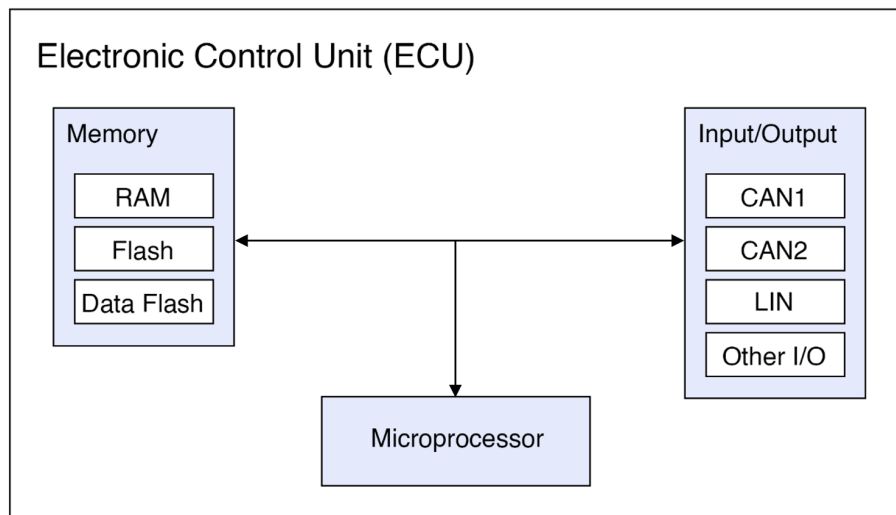 Electronic Control Unit (ECU)
Memory
RAM
Flash
Data Flash
Input/Output
CAN1
CAN2
LIN
Other I/O
Microprocessor